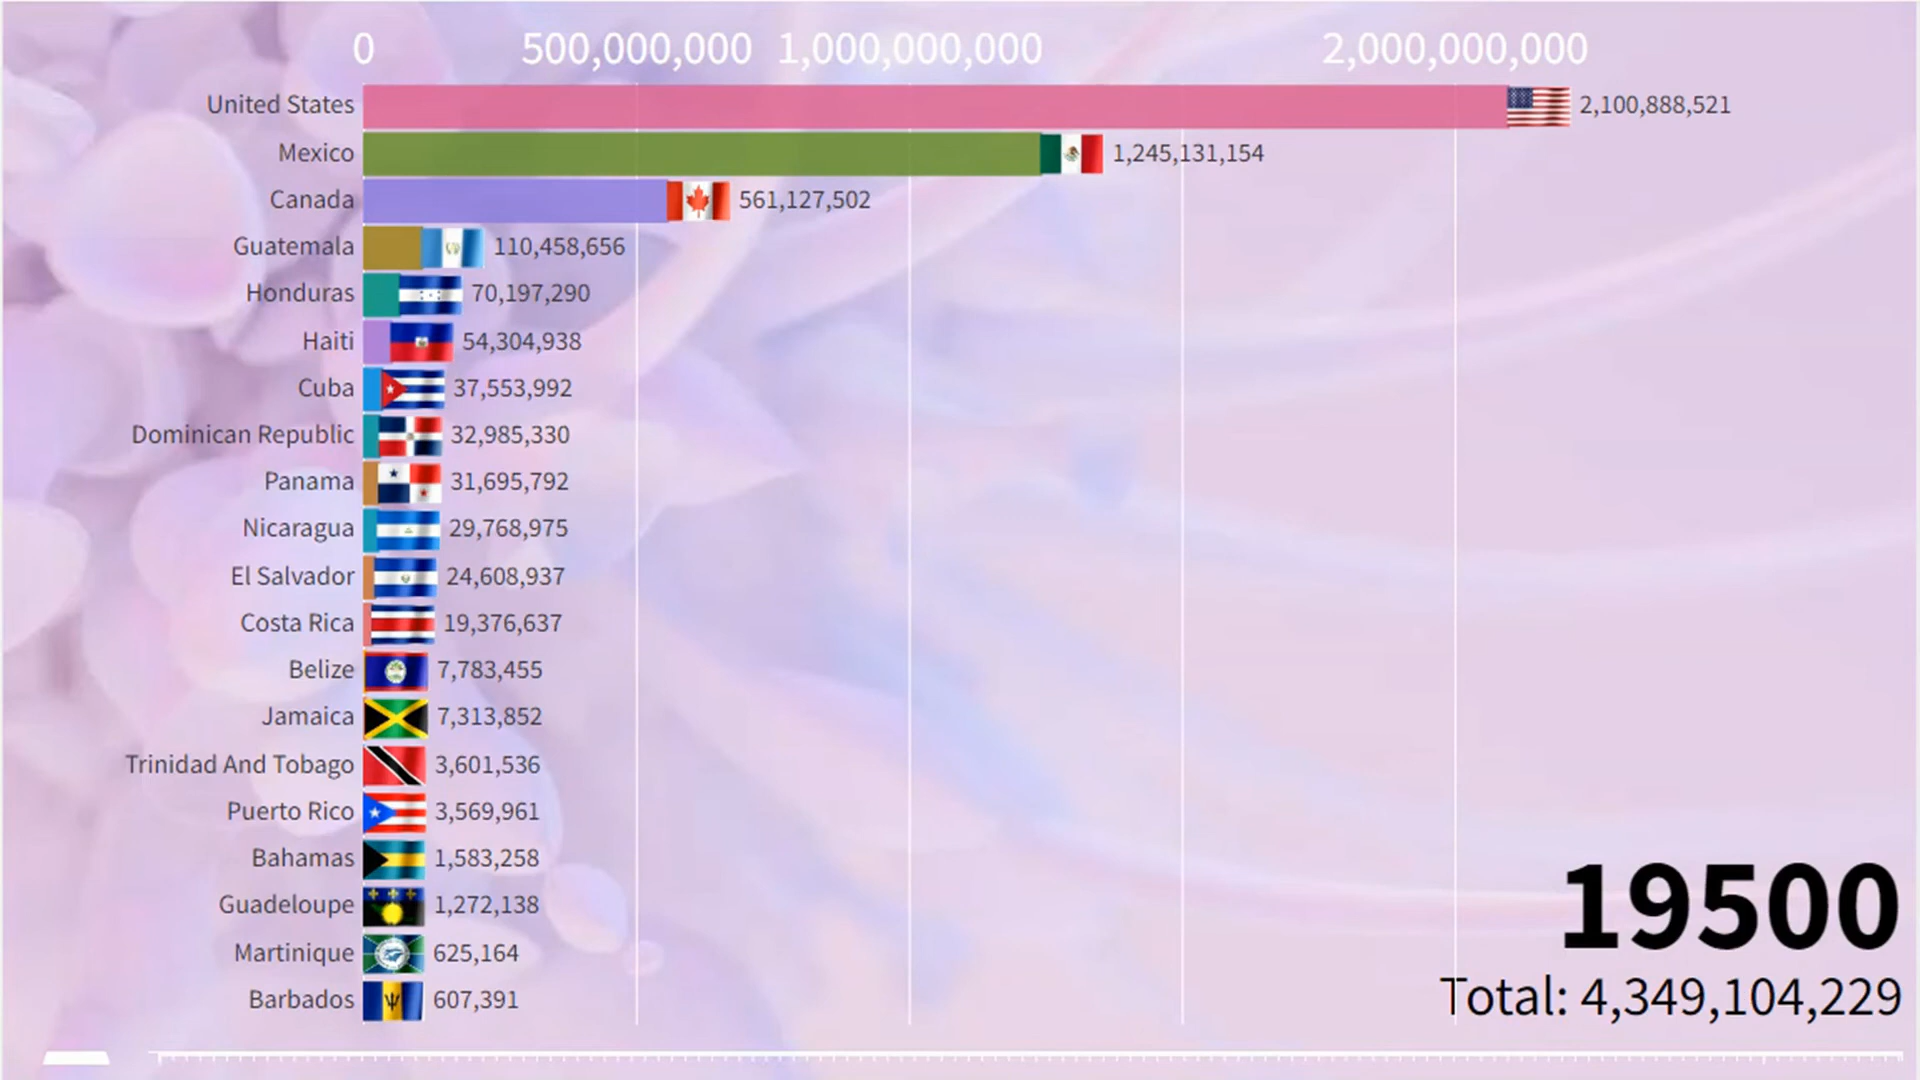 0 500,000,000 1,000,000,000 2,000,000,000
United States 2,100,888,521
Mexico 1,245,131,154
Canada 561,127,502
Guatemala 110,458,656
Honduras 70,197,290
Haiti 54,304,938
Cuba 37,553,992
Dominican Republic 32,985,330
Panama 31,695,792
Nicaragua 29,768,975
El Salvador 24,608,937
Costa Rica 19,376,637
Belize 7,783,455
Jamaica 7,313,852
Trinidad And Tobago 3,601,536
Puerto Rico 3,569,961
Bahamas 1,583,258
Guadeloupe 1,272,138
Martinique 625,164
Barbados 607,391
19500
Total: 4,349,104,229